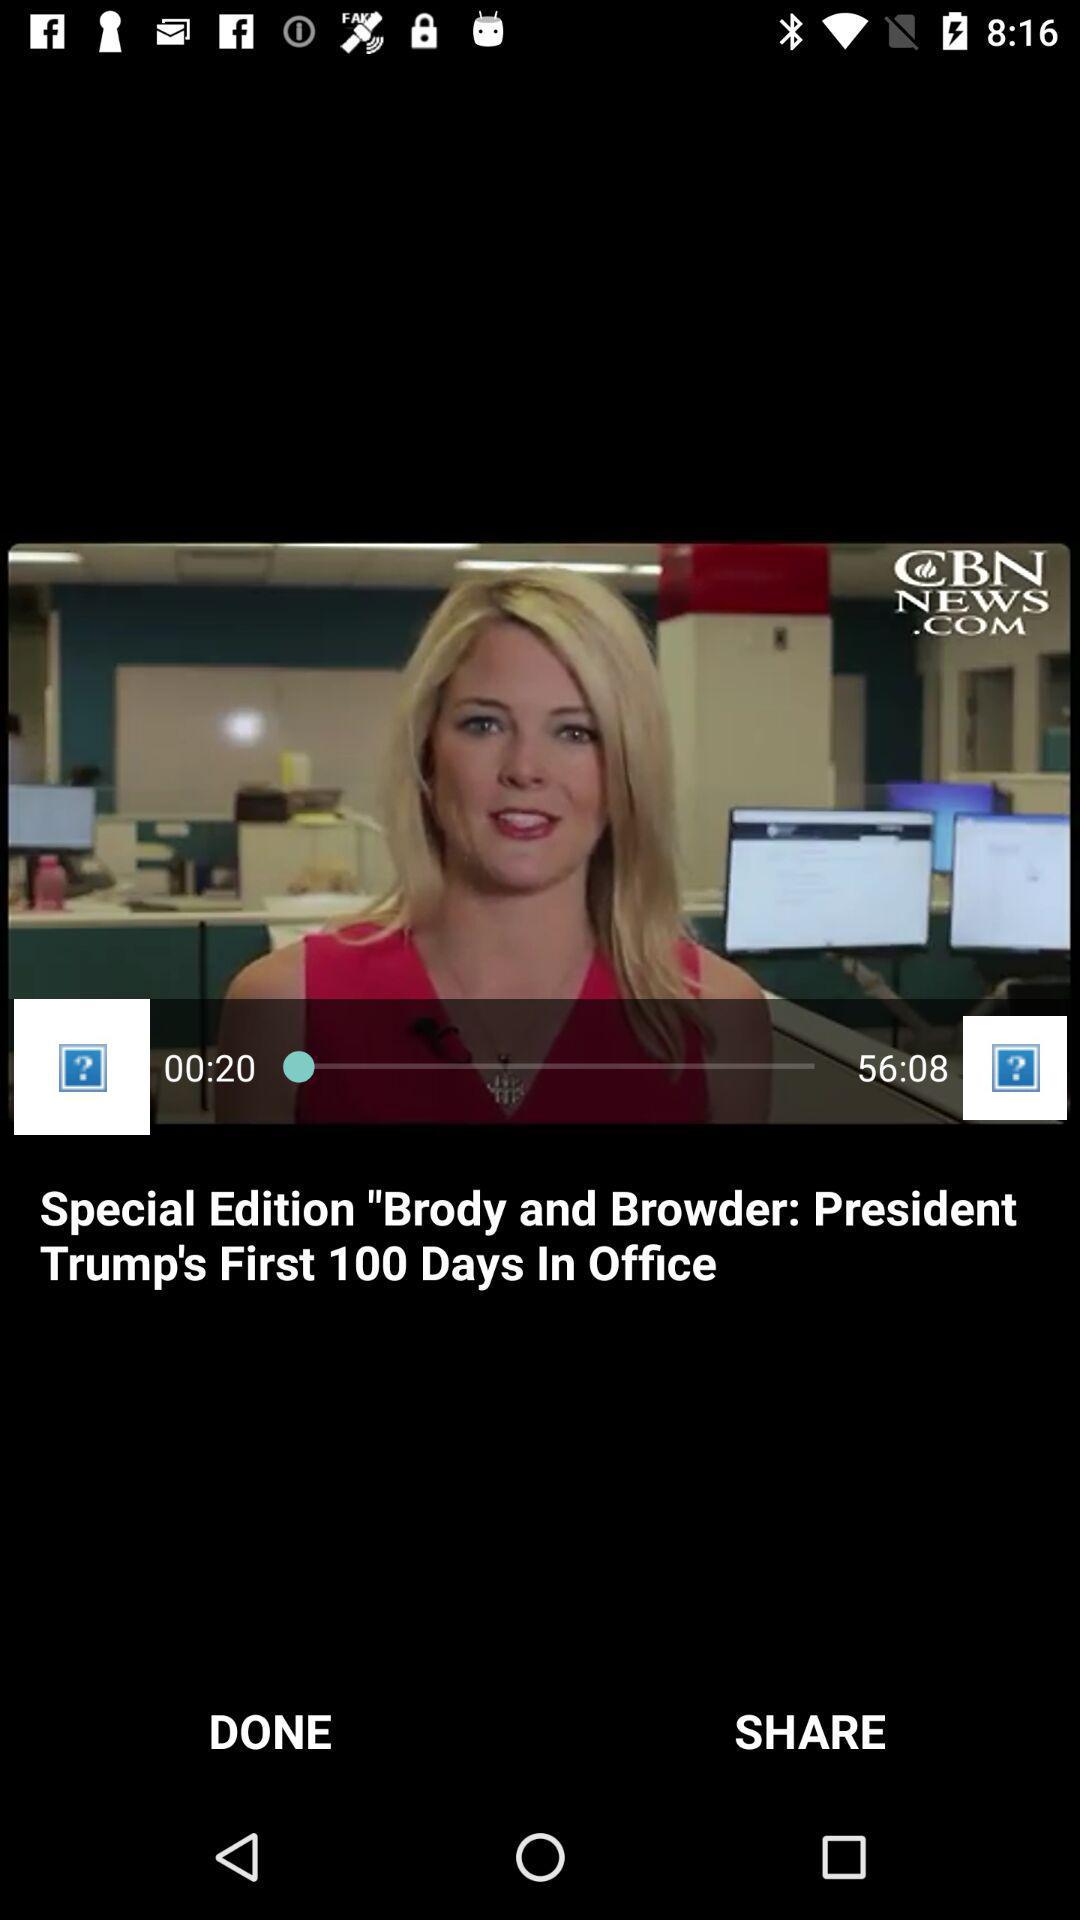 FAKE
8:16
CBN
NEWS
.COM
00:20
56:08
Special Edition "Brody and Browder: President
Trump's First 100 Days In Office
DONE
SHARE